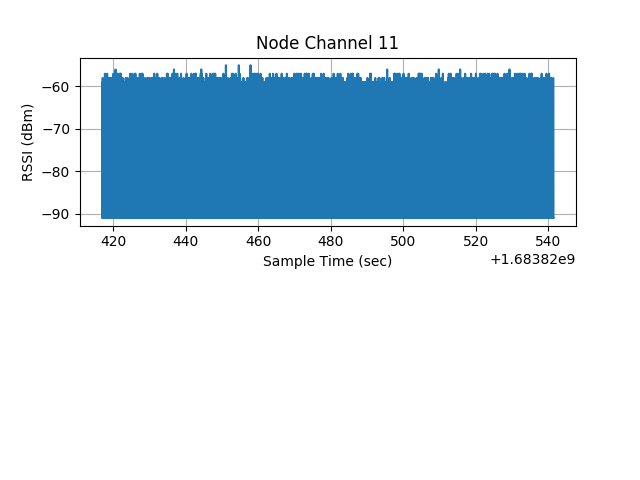 Node Channel 11
RSSI (dBm)
−60
−70
−80
−90
420 440 460 480 500 520 540
Sample Time (sec)
+1.68382e9